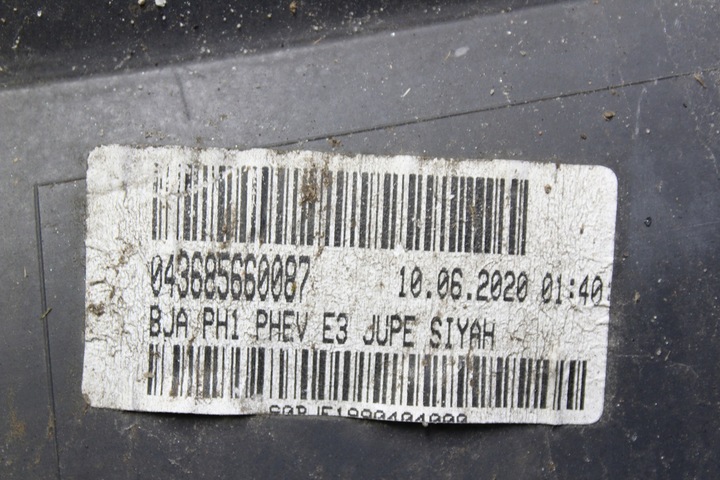 043685660087 10.06.2020 01:40:
BJA PH1 PHEV E3 JUPE SIYAH